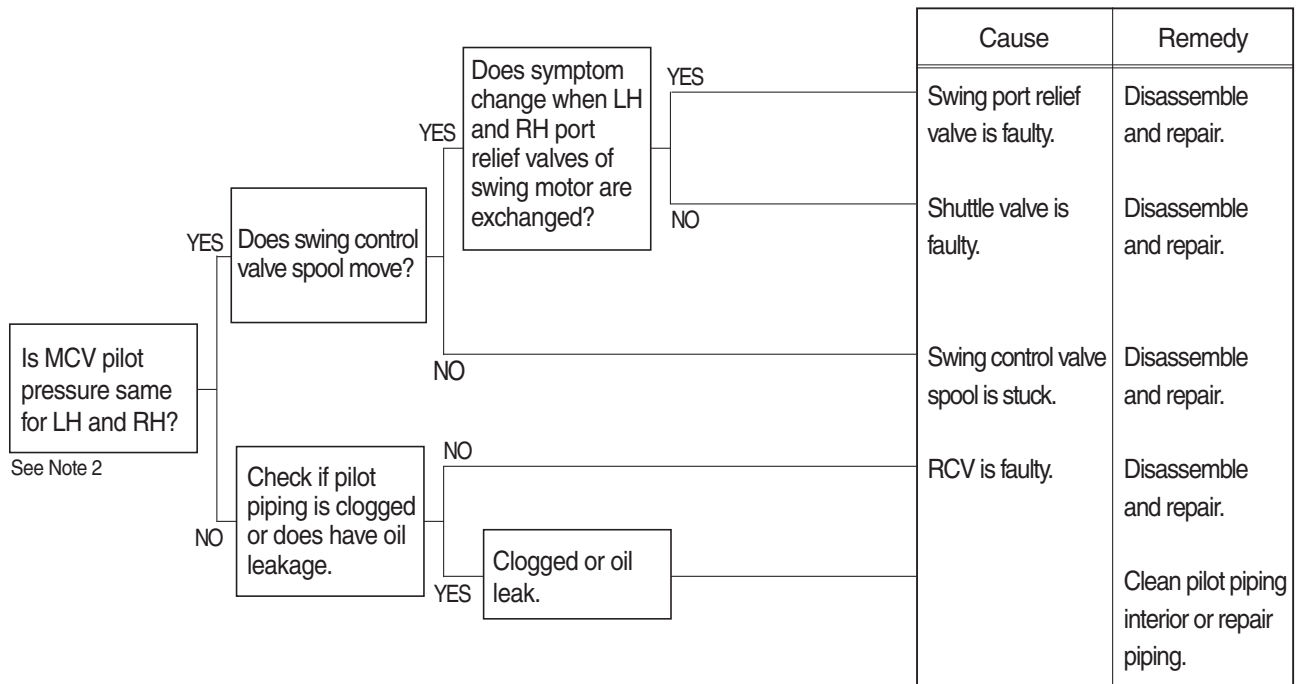 Cause
Remedy
Does symptom
change when LH
and RH port
relief valves of
swing motor are
exchanged?
YES
YES
NO
Swing port relief
valve is faulty.
Disassemble
and repair.
Shuttle valve is
faulty.
Disassemble
and repair.
YES
Does swing control
valve spool move?
NO
Swing control valve
spool is stuck.
Disassemble
and repair.
Is MCV pilot
pressure same
for LH and RH?
See Note 2
NO
Check if pilot
piping is clogged
or does have oil
leakage.
NO
RCV is faulty.
Disassemble
and repair.
YES
Clogged or oil
leak.
Clean pilot piping
interior or repair
piping.